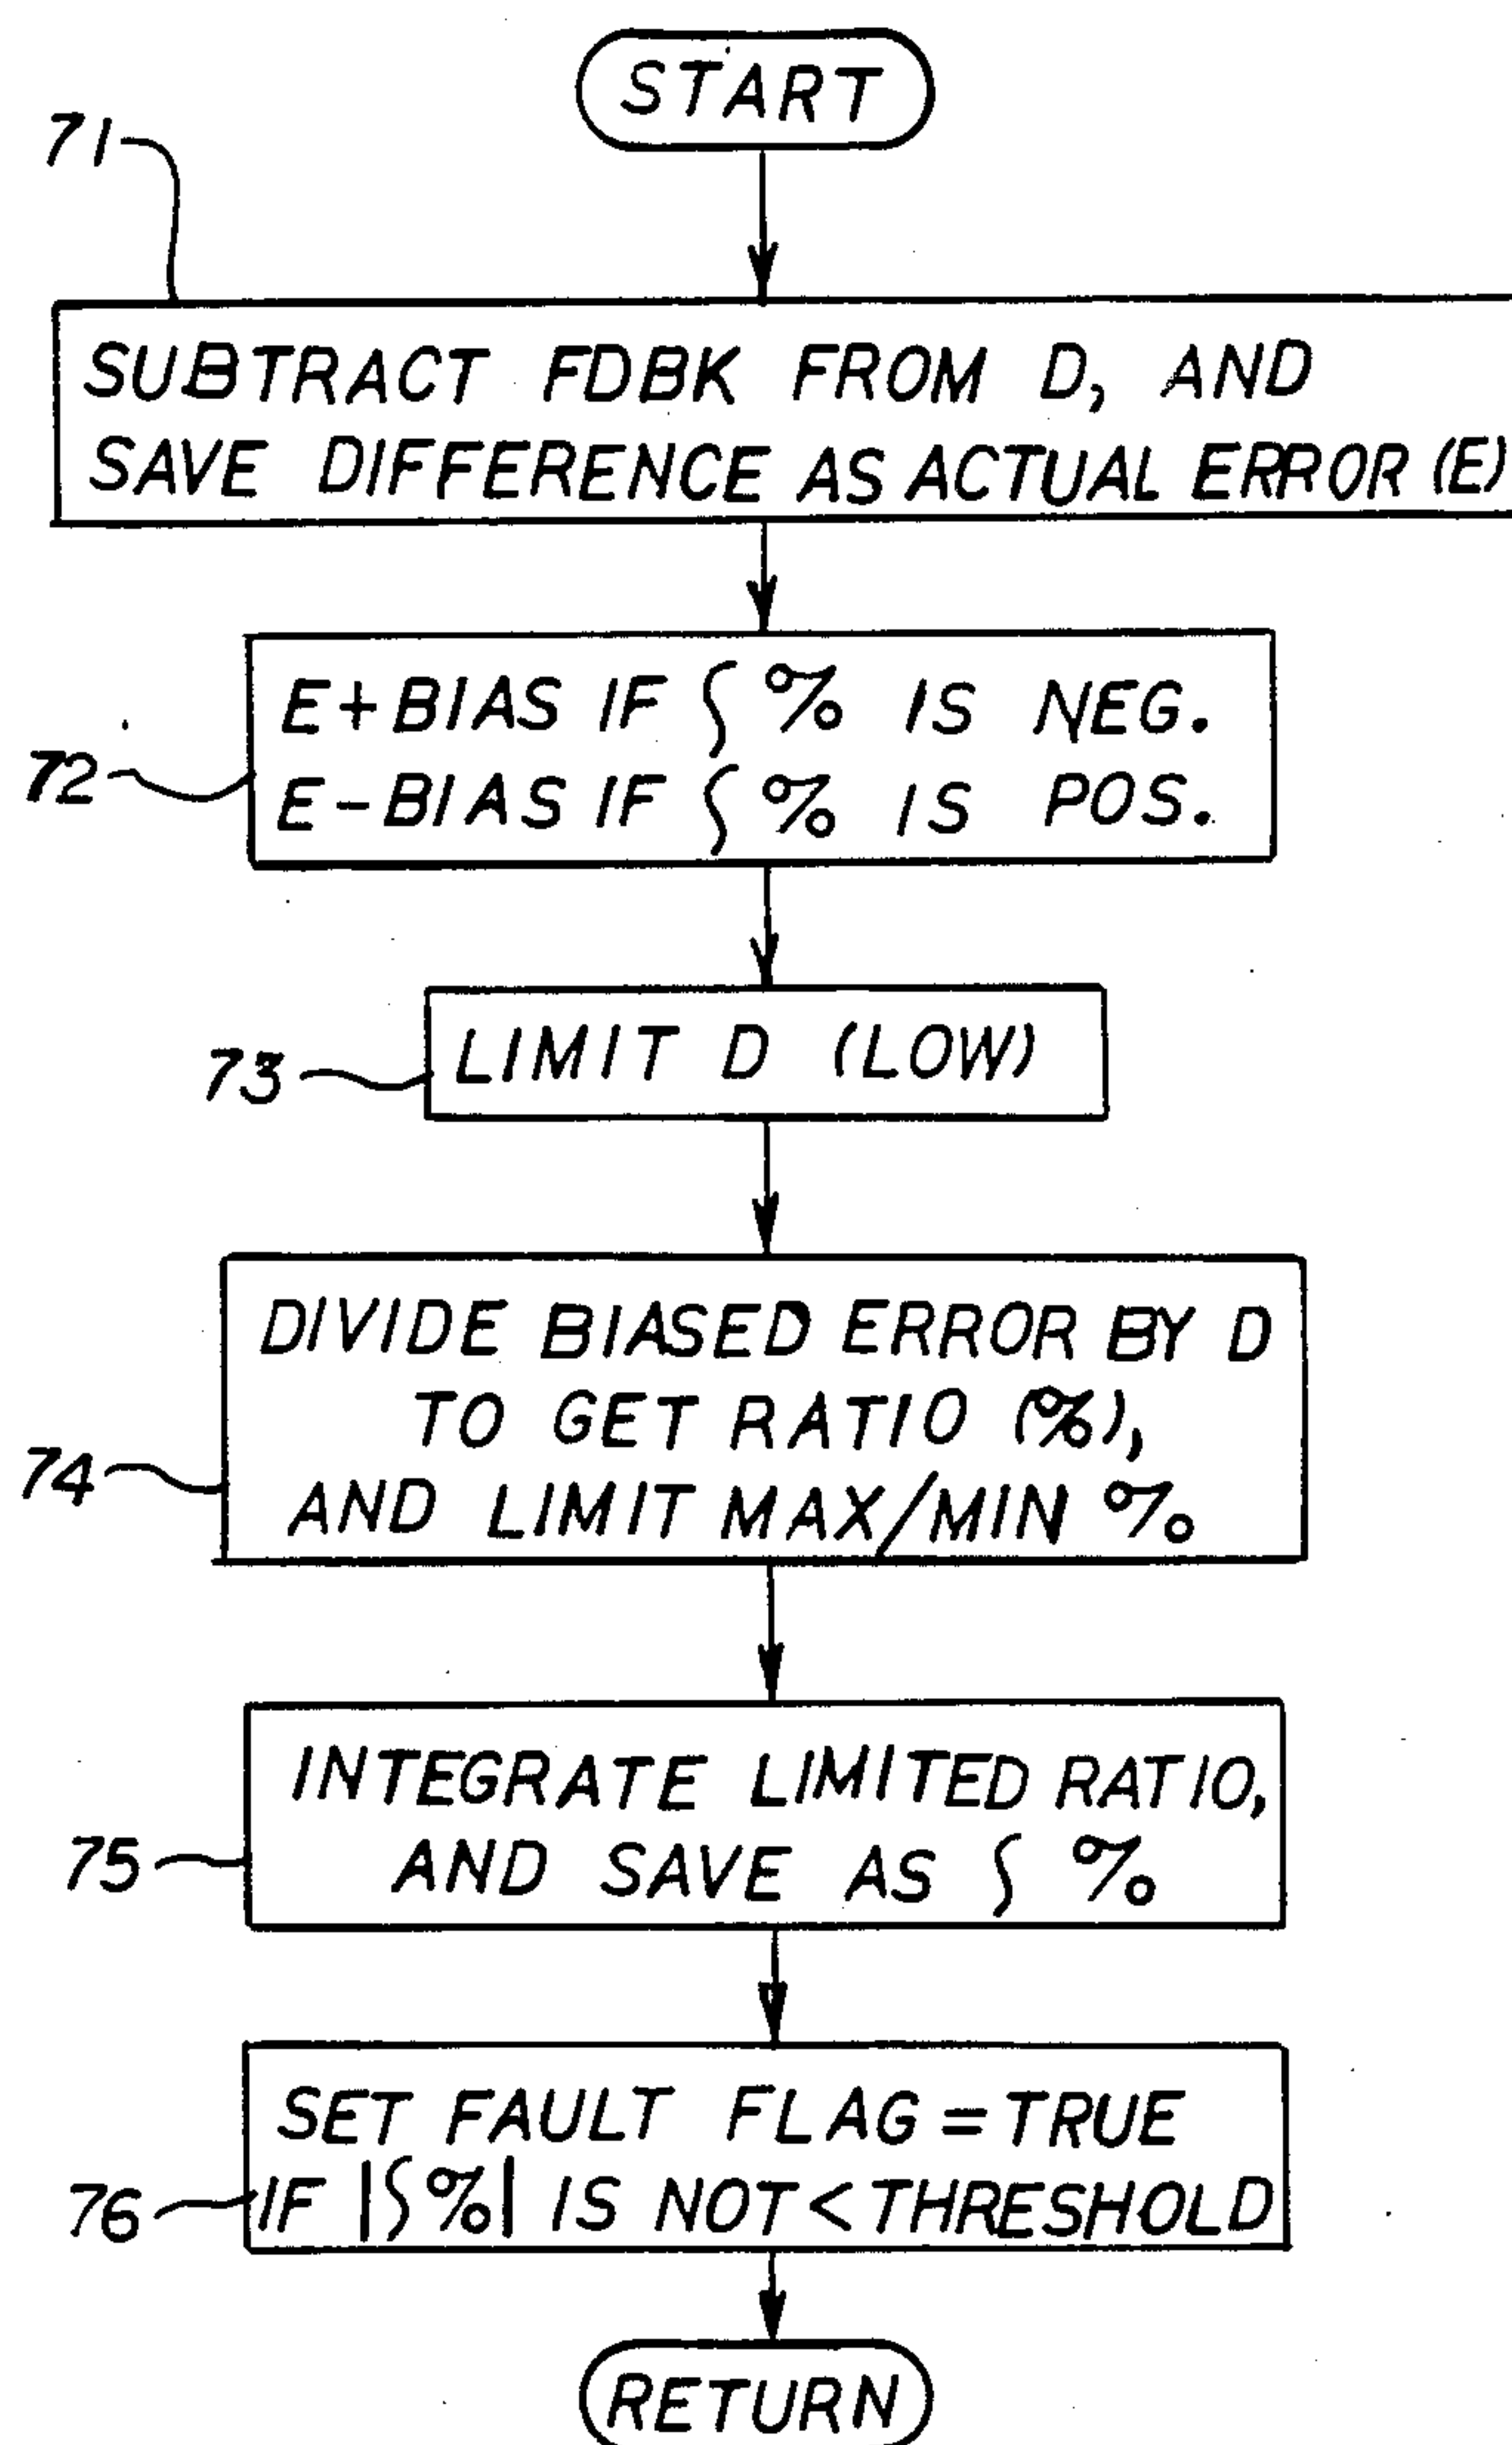 START
71
SUBTRACT FDBK FROM D, AND
SAVE DIFFERENCE AS ACTUAL ERROR (E)
72
E+BIAS IF ∫ % IS NEG.
E-BIAS IF ∫ % IS POS.
73
LIMIT D (LOW)
74
DIVIDE BIASED ERROR BY D
TO GET RATIO (%),
AND LIMIT MAX/MIN %
75
INTEGRATE LIMITED RATIO,
AND SAVE AS ∫ %
76
SET FAULT FLAG = TRUE
IF |∫ %| IS NOT < THRESHOLD
RETURN